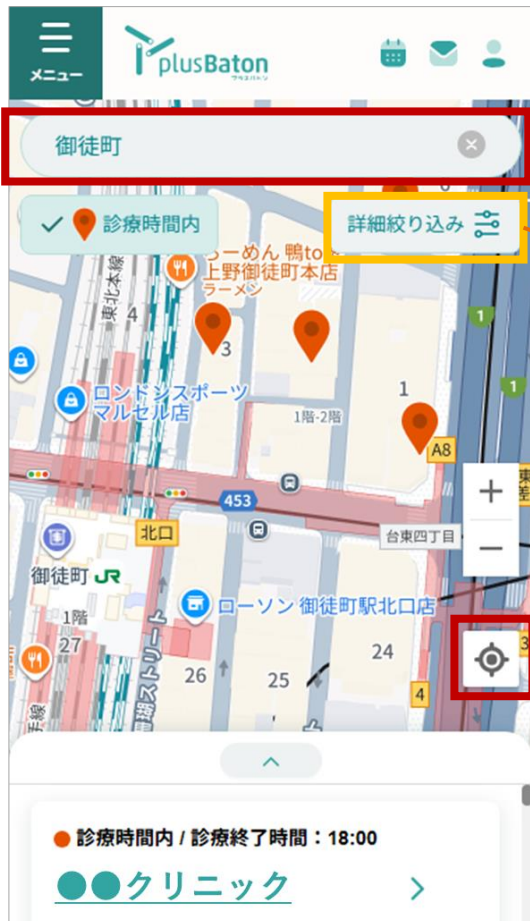 メニュー
plusBaton
プラスバトン
御徒町
診療時間内
詳細絞り込み
らーめん 鴨to
上野御徒町本店
ラーメン
東北本線
4
3
1
1
1
ロンドンスポーツ
マルセル店
1階-2階
A8
453
北口
台東四丁目
+
−
御徒町 JR
1階
27
ローソン 御徒町駅北口店
26
25
24
4
3
診療時間内 / 診療終了時間：18:00
●●クリニック